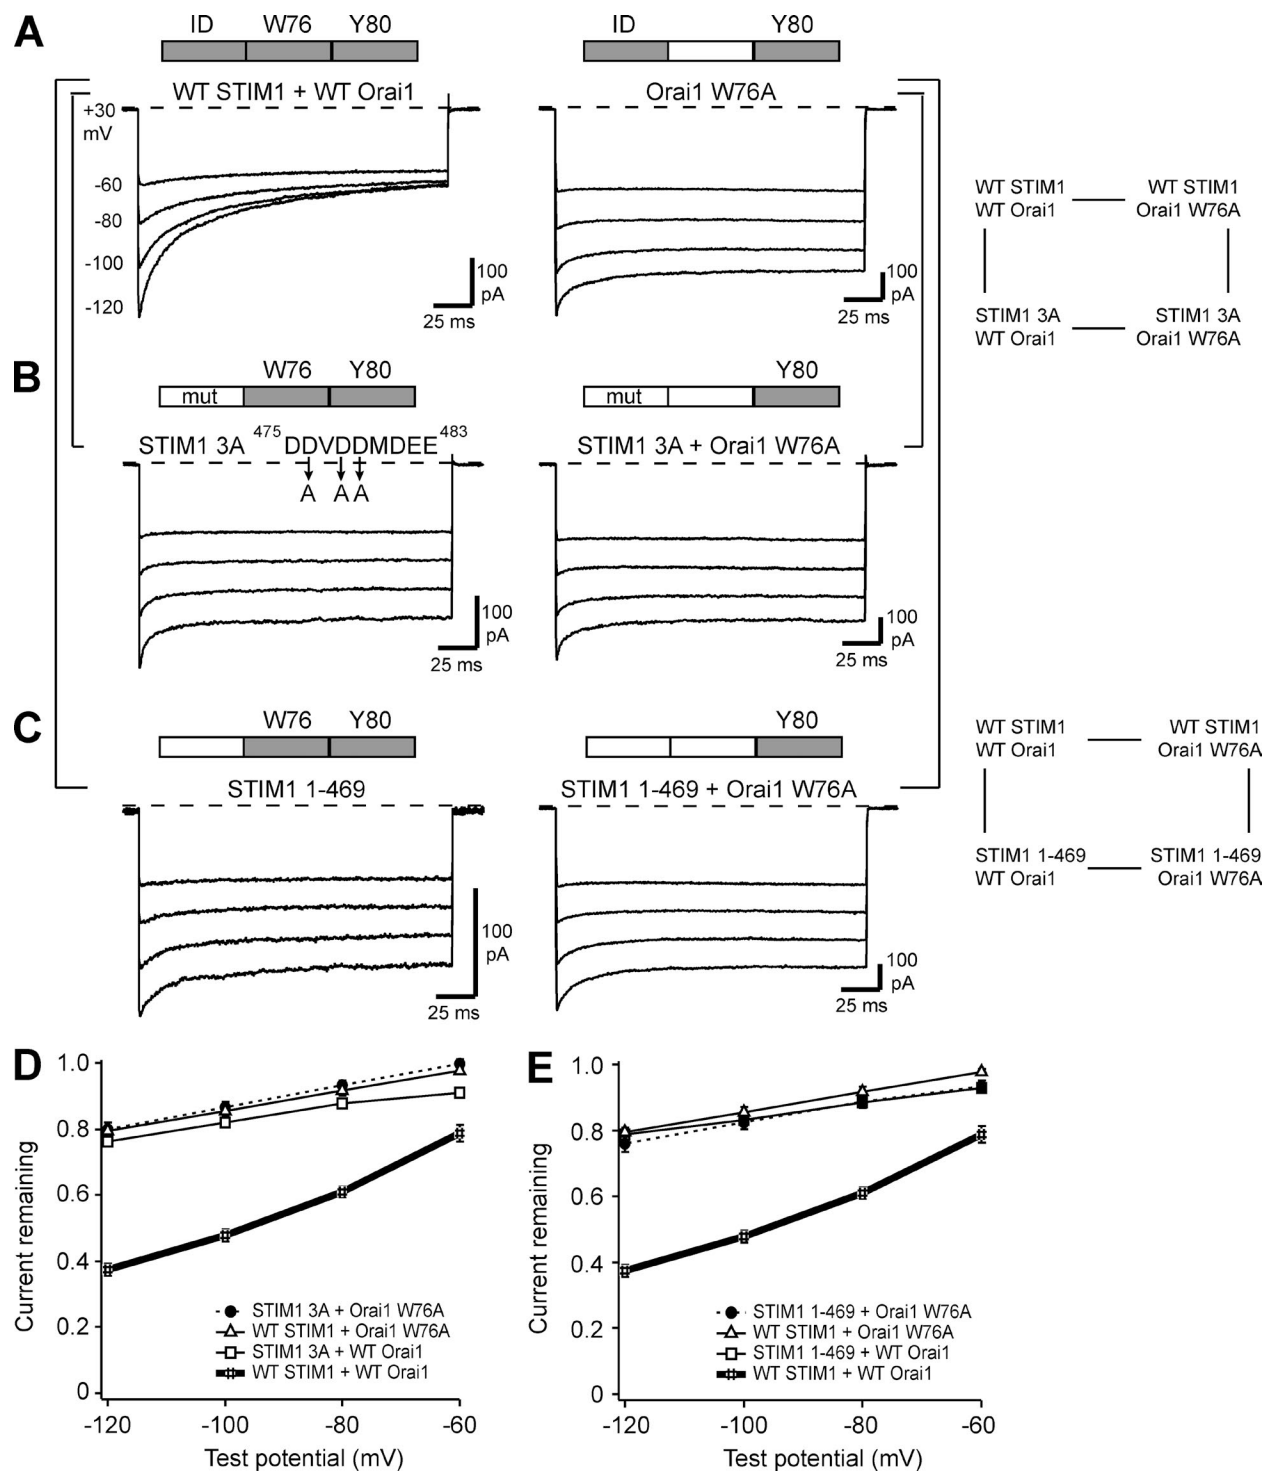 A
ID W76 Y80
WT STIM1 + WT Orai1
+30
mV
-60
-80
-100
-120
100
pA
25 ms
ID Y80
Orai1 W76A
100
pA
25 ms
WT STIM1 WT STIM1
WT Orai1 Orai1 W76A
STIM1 3A STIM1 3A
WT Orai1 Orai1 W76A
B
W76 Y80
mut
STIM1 3A 475 DDVDDMDEE 483
A A A
100
pA
25 ms
Y80
mut
STIM1 3A + Orai1 W76A
100
pA
25 ms
C
W76 Y80
STIM1 1-469
100
pA
25 ms
Y80
STIM1 1-469 + Orai1 W76A
100
pA
25 ms
WT STIM1 WT STIM1
WT Orai1 Orai1 W76A
STIM1 1-469 STIM1 1-469
WT Orai1 Orai1 W76A
D
Current remaining
1.0
0.8
0.6
0.4
0.2
0
STIM1 3A + Orai1 W76A
WT STIM1 + Orai1 W76A
STIM1 3A + WT Orai1
WT STIM1 + WT Orai1
-120 -100 -80 -60
Test potential (mV)
E
Current remaining
1.0
0.8
0.6
0.4
0.2
0
STIM1 1-469 + Orai1 W76A
WT STIM1 + Orai1 W76A
STIM1 1-469 + WT Orai1
WT STIM1 + WT Orai1
-120 -100 -80 -60
Test potential (mV)